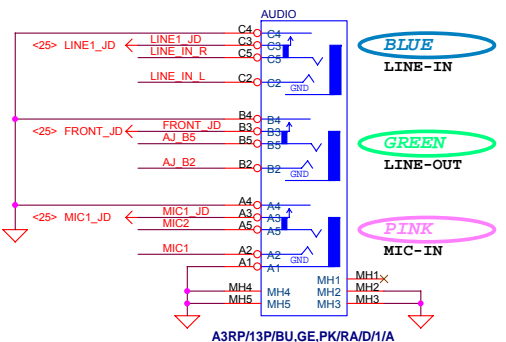 AUDIO
C4 C4
<25> LINE1_JD LINE1_JD C3 C3
LINE_IN_R C5 C5
LINE_IN_L C2 C2
GND
BLUE
LINE-IN
B4 B4
<25> FRONT_JD FRONT_JD B3 B3
AJ_B5 B5 B5
AJ_B2 B2 B2
GND
GREEN
LINE-OUT
A4 A4
<25> MIC1_JD MIC1_JD A3 A3
MIC2 A5 A5
MIC1 A2 A2
GND
A1 A1
PINK
MIC-IN
MH1 MH1
MH4 MH4 MH2 MH2
MH5 MH5 MH3 MH3
A3RP/13P/BU,GE,PK/RA/D/1/A